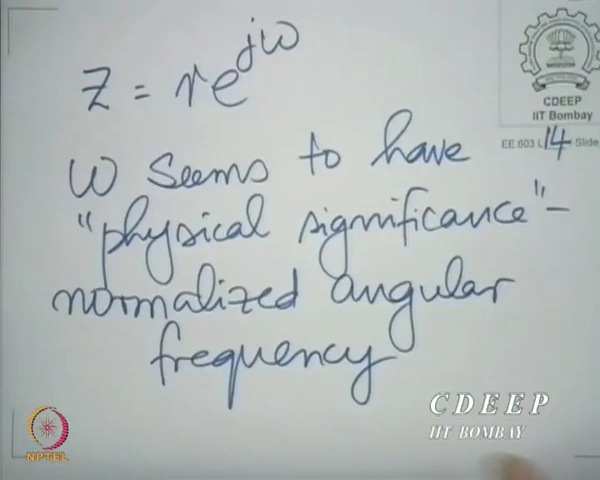 z = re^jω
CDEEP
IIT Bombay
EE 603 L 14 Slide
ω seems to have
"physical significance" –
normalized angular
frequency
CDEEP
IIT BOMBAY
NPTEL